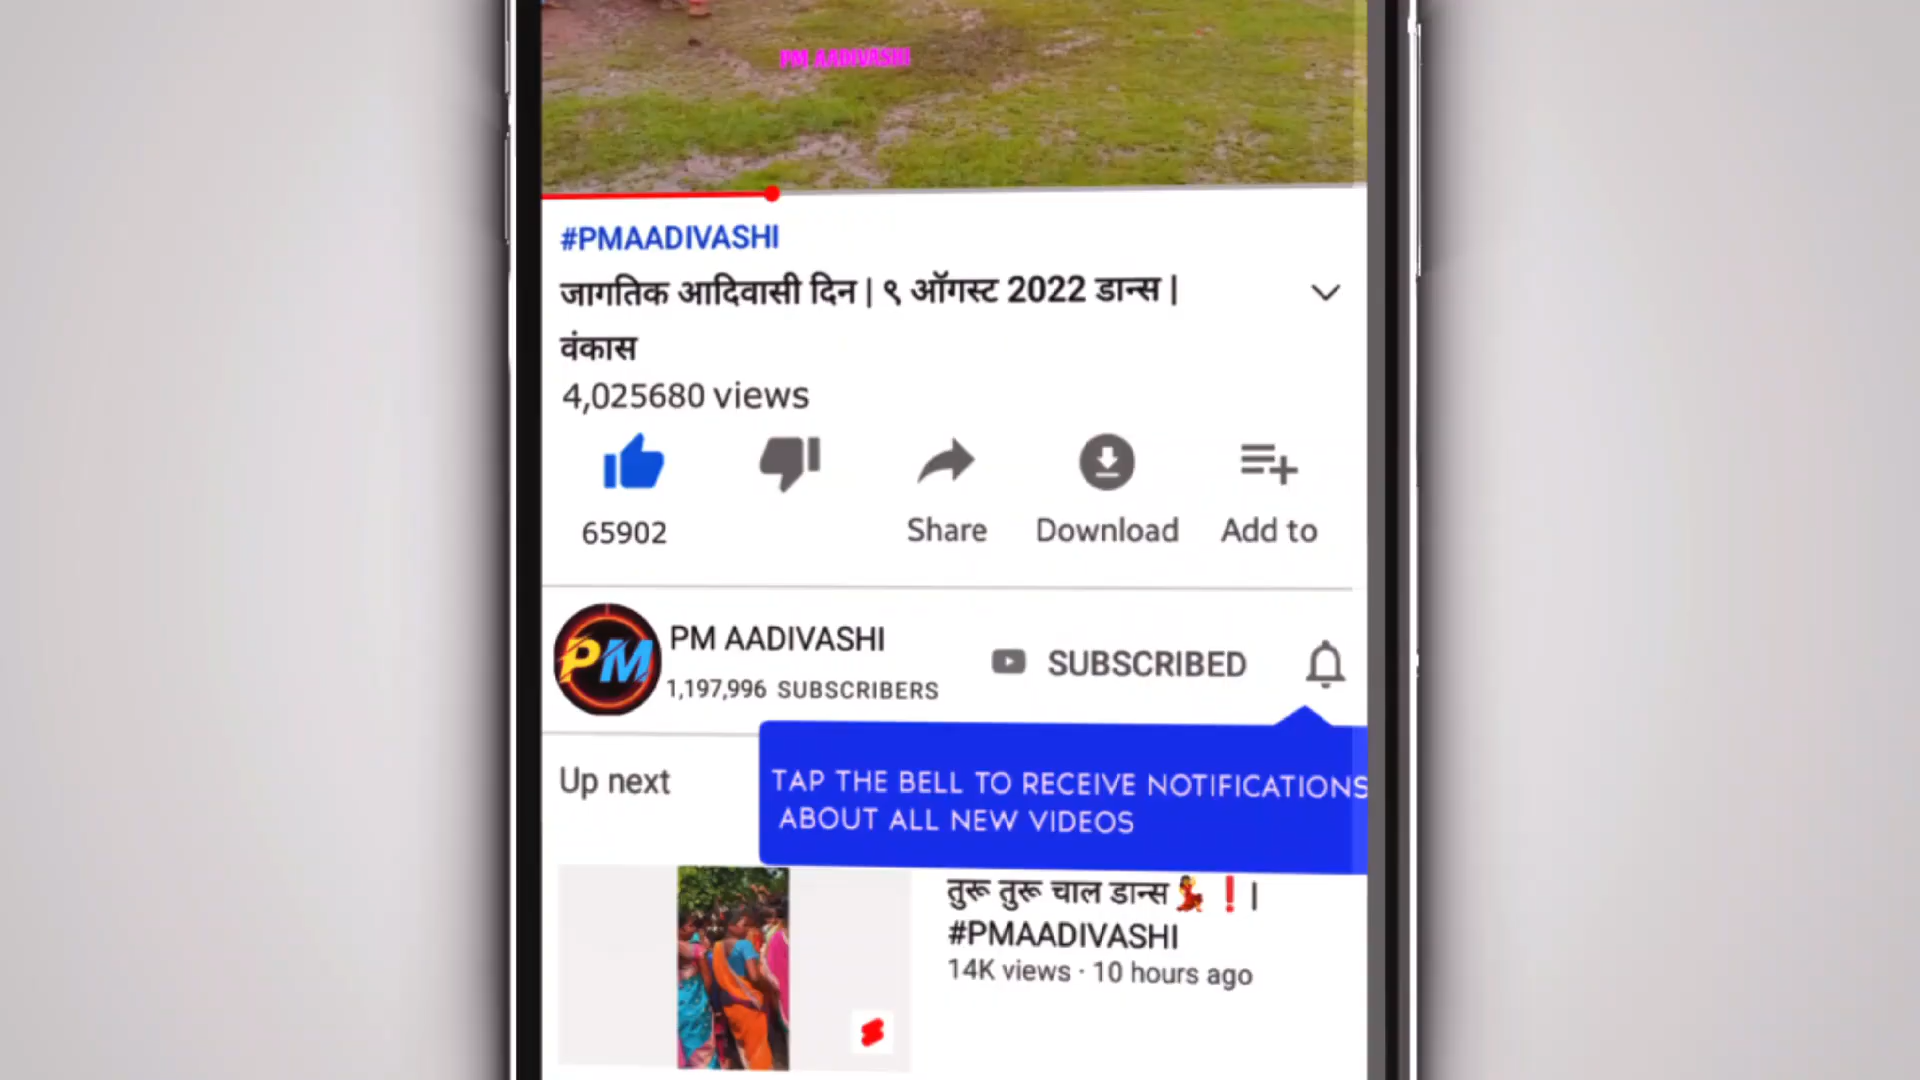 PM AADIVASHI
#PMAADIVASHI
जागतिक आदिवासी दिन | ९ ऑगस्ट 2022 डान्स |
वंकास
4,025680 views
65902
Share
Download
Add to
PM
PM AADIVASHI
1,197,996 SUBSCRIBERS
SUBSCRIBED
TAP THE BELL TO RECEIVE NOTIFICATIONS
ABOUT ALL NEW VIDEOS
Up next
तुरू तुरू चाल डान्स💃❗|
#PMAADIVASHI
14K views · 10 hours ago